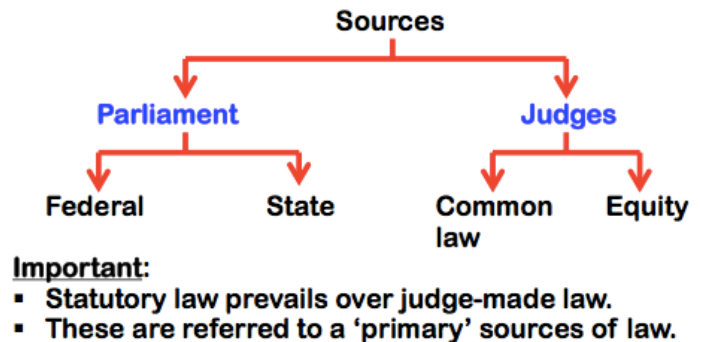 Sources
Parliament Judges
Federal State Common Equity
law
Important:
▪ Statutory law prevails over judge-made law.
▪ These are referred to a ‘primary’ sources of law.